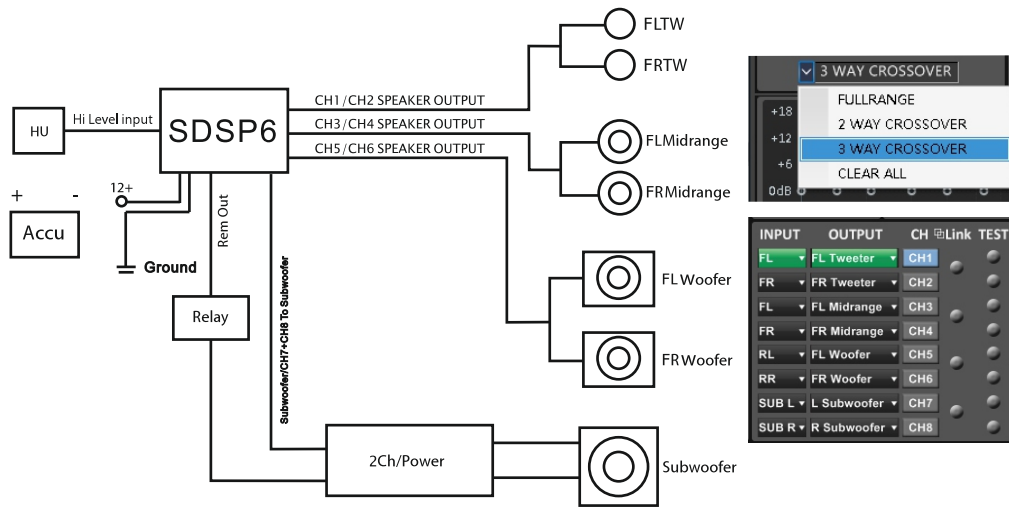 FLTW
FRTW
CH1/CH2 SPEAKER OUTPUT
CH3/CH4 SPEAKER OUTPUT
CH5/CH6 SPEAKER OUTPUT
HU
Hi Level input
SDSP6
FLMidrange
FRMidrange
+ -
Accu
12+
Ground
Rem Out
Relay
Subwoofer/CH7+CH8 To Subwoofer
FL Woofer
FR Woofer
2Ch/Power
Subwoofer
3 WAY CROSSOVER
FULLRANGE
2 WAY CROSSOVER
3 WAY CROSSOVER
CLEAR ALL
+18
+12
+6
0dB
INPUT OUTPUT CH Link TEST
FL FL Tweeter CH1
FR FR Tweeter CH2
FL FL Midrange CH3
FR FR Midrange CH4
RL FL Woofer CH5
RR FR Woofer CH6
SUB L L Subwoofer CH7
SUB R R Subwoofer CH8